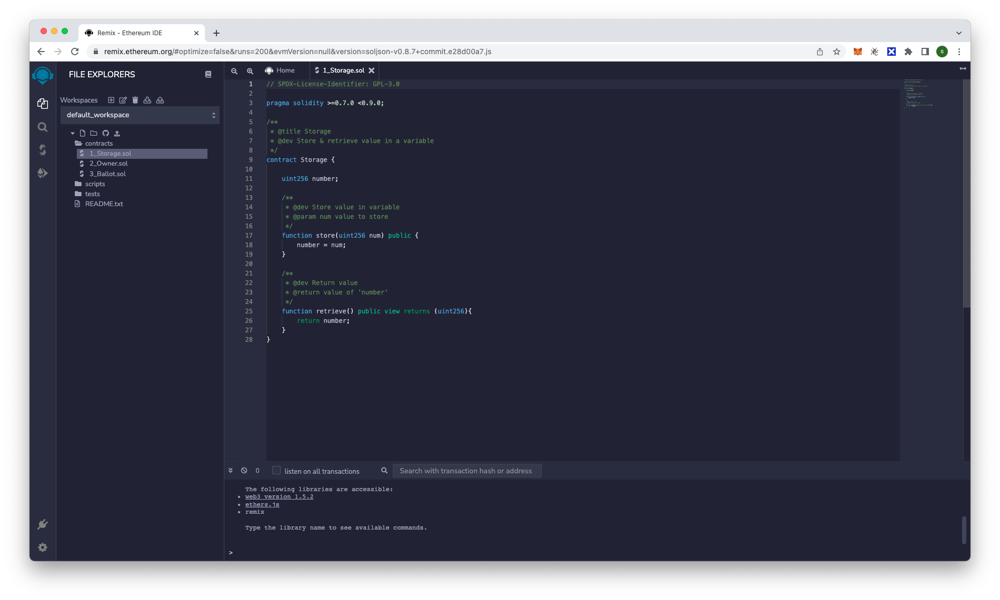 Remix - Ethereum IDE
remix.ethereum.org/#optimize=false&runs=200&evmVersion=null&version=soljson-v0.8.7+commit.e28d00a7.js
S
FILE EXPLORERS
Workspaces
default_workspace
contracts
1_Storage.sol
2_Owner.sol
3_Ballot.sol
scripts
tests
README.txt
Home
1_Storage.sol
1 // SPDX-License-Identifier: GPL-3.0
2
3 pragma solidity >=0.7.0 <0.9.0;
4
5 /**
6  * @title Storage
7  * @dev Store & retrieve value in a variable
8  */
9 contract Storage {
10
11     uint256 number;
12
13     /**
14      * @dev Store value in variable
15      * @param num value to store
16      */
17     function store(uint256 num) public {
18         number = num;
19     }
20
21     /**
22      * @dev Return value
23      * @return value of 'number'
24      */
25     function retrieve() public view returns (uint256){
26         return number;
27     }
28 }
0 listen on all transactions Search with transaction hash or address
The following libraries are accessible:
• web3 version 1.5.2
• ethers.js
• remix
Type the library name to see available commands.
>